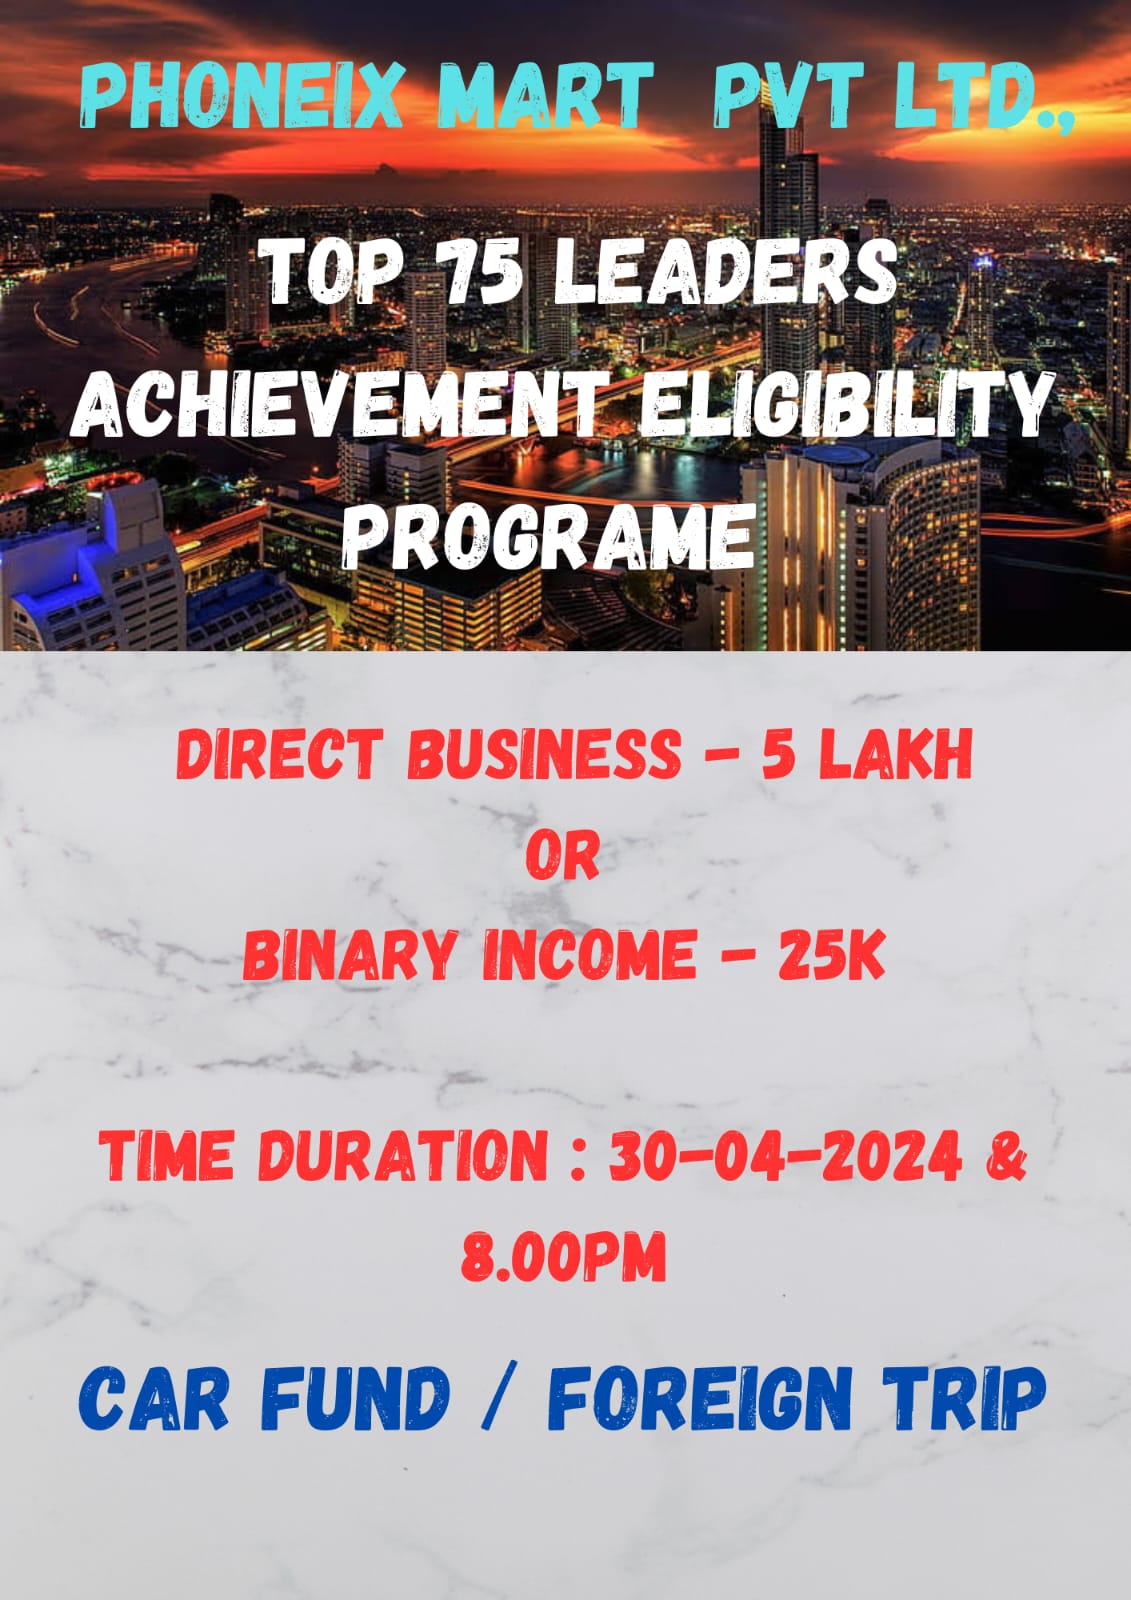 PHONEIX MART PVT LTD.,
TOP 75 LEADERS
ACHIEVEMENT ELIGIBILITY
PROGRAME
DIRECT BUSINESS - 5 LAKH
OR
BINARY INCOME - 25K
TIME DURATION : 30-04-2024 &
8.00PM
CAR FUND / FOREIGN TRIP